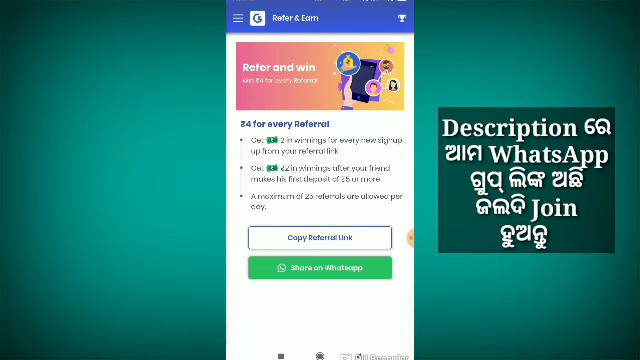 Refer & Earn
Refer and win
Win ₹4 for every Referral
₹4 for every Referral
Get 2 in winnings for every new signup
up from your referral link
Get ₹2 in winnings after your friend
makes his first deposit of ₹5 or more
A maximum of 25 referrals are allowed per
day.
Copy Referral Link
Share on Whatsapp
Description ରେ
ଆମ WhatsApp
ଗ୍ରୁପ୍ ଲିଙ୍କ ଅଛି
ଜଲଦି Join
ହୁଅନ୍ତୁ
Recorder